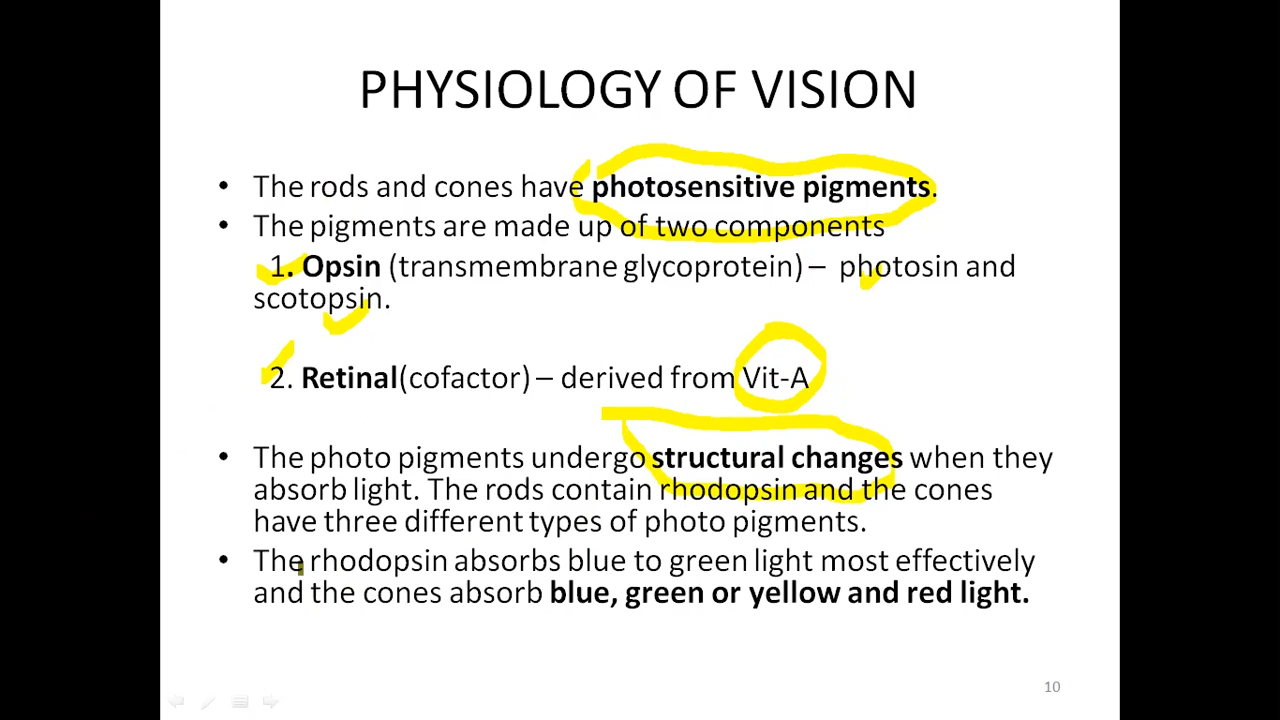 PHYSIOLOGY OF VISION
• The rods and cones have photosensitive pigments.
• The pigments are made up of two components
1. Opsin (transmembrane glycoprotein) – photosin and
scotopsin.
2. Retinal(cofactor) – derived from Vit-A
• The photo pigments undergo structural changes when they
absorb light. The rods contain rhodopsin and the cones
have three different types of photo pigments.
• The rhodopsin absorbs blue to green light most effectively
and the cones absorb blue, green or yellow and red light.
10